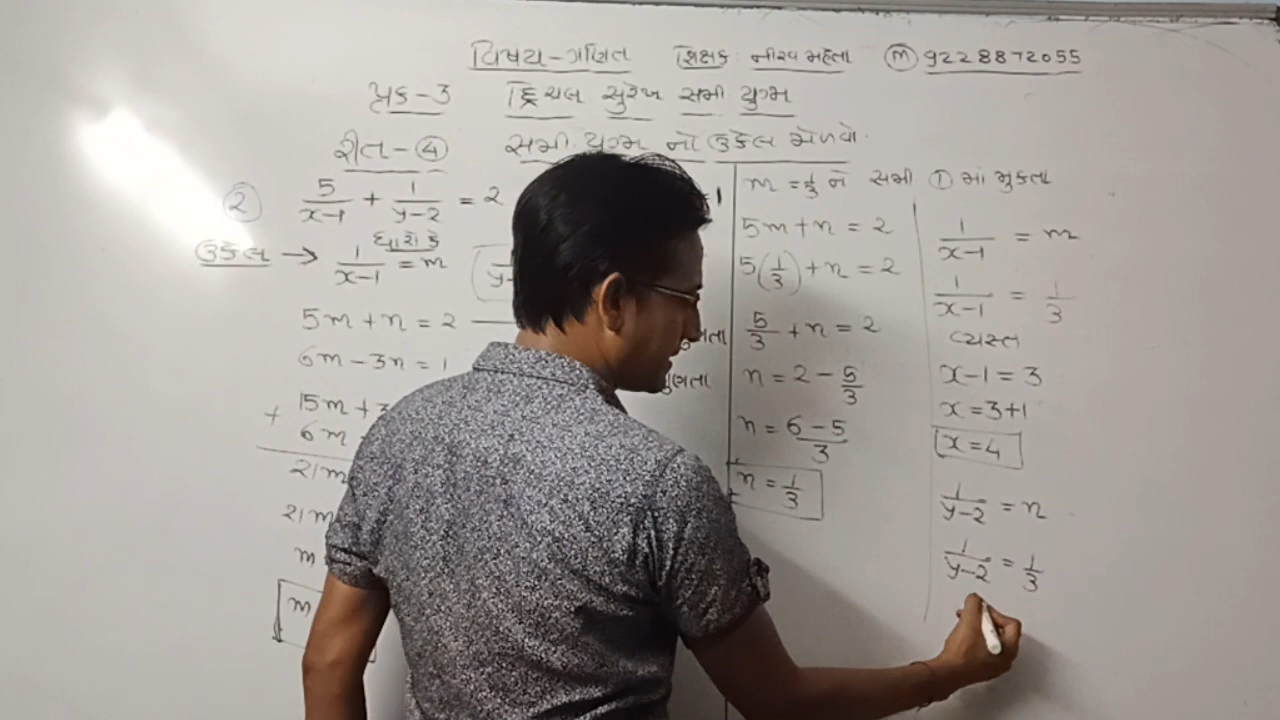 વિષય-ગણિત શિક્ષક: નીરવ મહેતા (m) 9228872055
પ્રક-3 દ્વિચલ સુરેખ સમી યુગ્મ
રીત-④ સમી. યુગ્મ નો ઉકેલ મેળવો.
② 5/(x-1) + 1/(y-2) = 2
ઉકેલ → 1/(x-1) = m ધારો કે
5m + n = 2
6m - 3n = 1
15m + 3
+ 6m
21m
21m
m
m
m = 1/3 ને સમી ① માં મુકતા
5m + n = 2
5(1/3) + n = 2
5/3 + n = 2
n = 2 - 5/3
n = (6-5)/3
n = 1/3
1/(x-1) = m
1/(x-1) = 1/3
વ્યસ્ત
x-1 = 3
x = 3+1
x = 4
1/(y-2) = n
1/(y-2) = 1/3